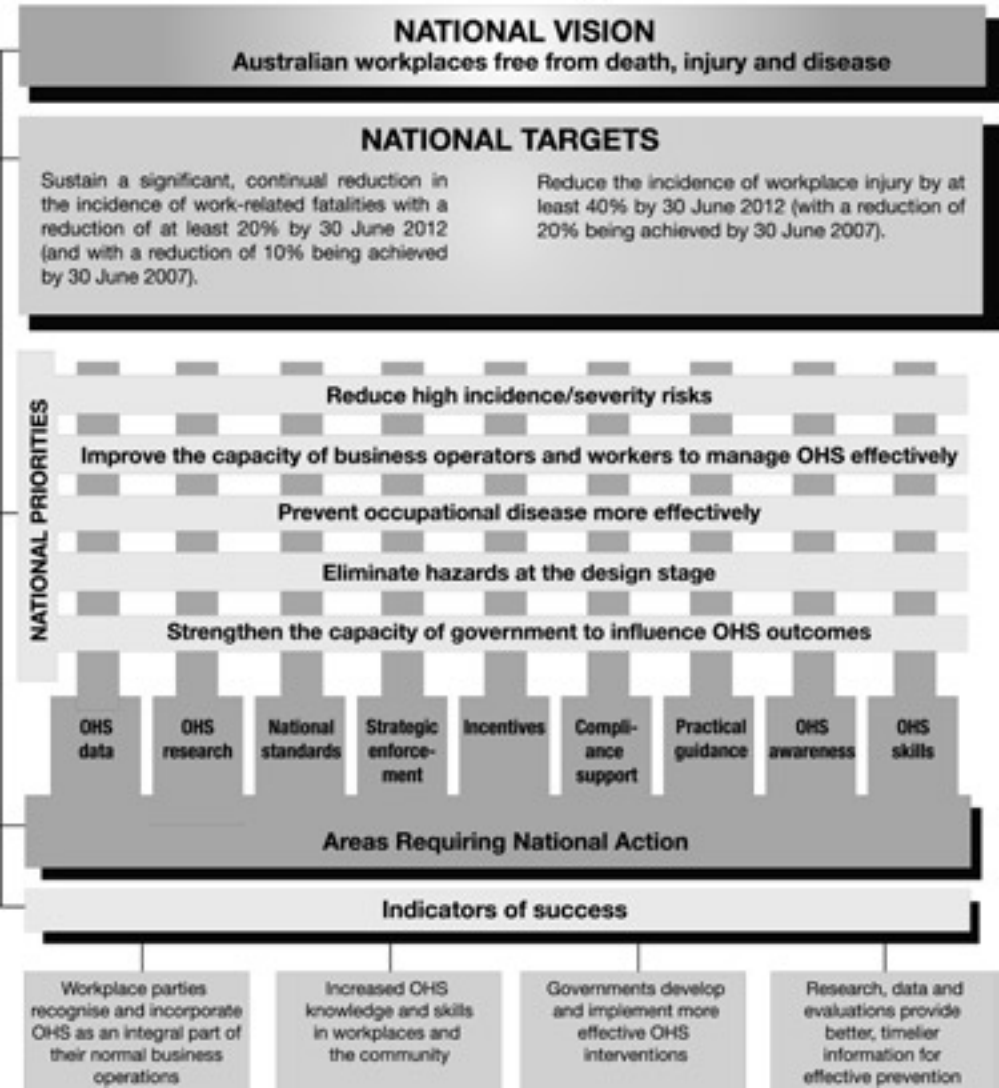 NATIONAL VISION
Australian workplaces free from death, injury and disease
NATIONAL TARGETS
Sustain a significant, continual reduction in
the incidence of work-related fatalities with a
reduction of at least 20% by 30 June 2012
(and with a reduction of 10% being achieved
by 30 June 2007).
Reduce the incidence of workplace injury by at
least 40% by 30 June 2012 (with a reduction of
20% being achieved by 30 June 2007).
NATIONAL PRIORITIES
Reduce high incidence/severity risks
Improve the capacity of business operators and workers to manage OHS effectively
Prevent occupational disease more effectively
Eliminate hazards at the design stage
Strengthen the capacity of government to influence OHS outcomes
OHS
data
OHS
research
National
standards
Strategic
enforce-
ment
Incentives
Compli-
ance
support
Practical
guidance
OHS
awareness
OHS
skills
Areas Requiring National Action
Indicators of success
Workplace parties
recognise and incorporate
OHS as an integral part of
their normal business
operations
Increased OHS
knowledge and skills
in workplaces and
the community
Governments develop
and implement more
effective OHS
interventions
Research, data and
evaluations provide
better, timelier
information for
effective prevention